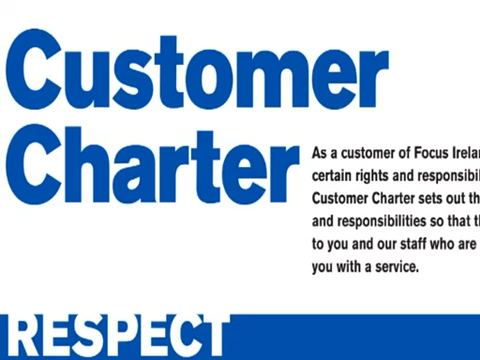 Customer
Charter
As a customer of Focus
certain rights and
Customer Charter sets out
and responsibilities so that
to you and our staff who are
you with a service.
RESPECT